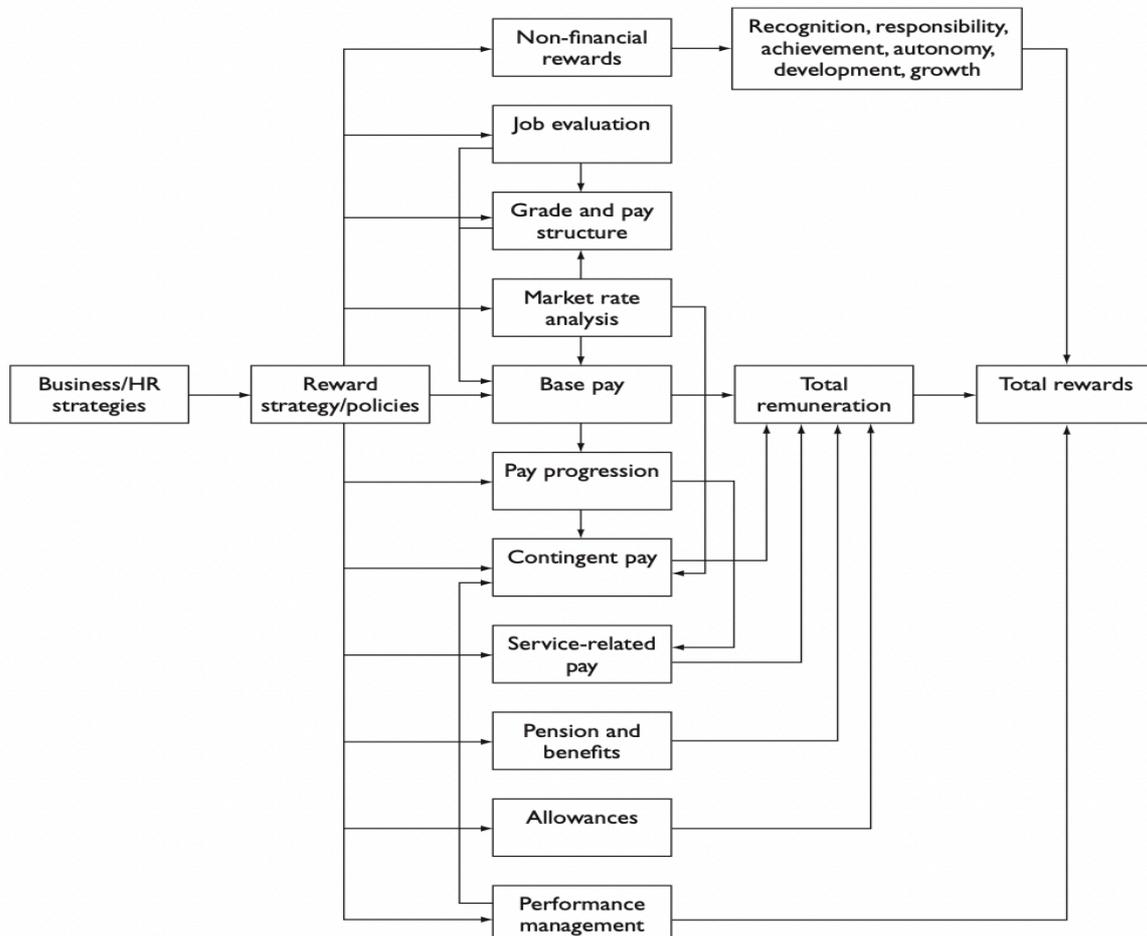 Non-financial
rewards
Recognition, responsibility,
achievement, autonomy,
development, growth
Job evaluation
Grade and pay
structure
Market rate
analysis
Business/HR
strategies
Reward
strategy/policies
Base pay
Total
remuneration
Total rewards
Pay progression
Contingent pay
Service-related
pay
Pension and
benefits
Allowances
Performance
management